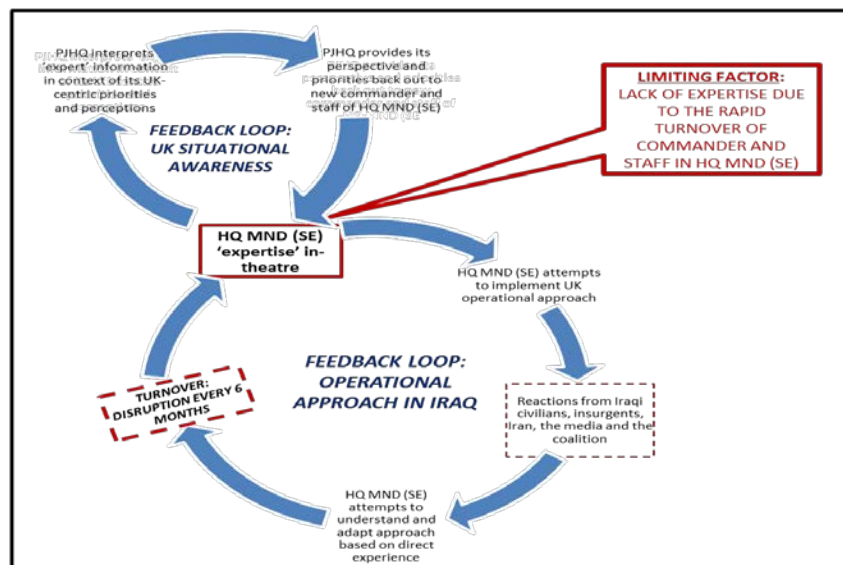 PJHQ interprets
‘expert’ information
in context of its UK-
centric priorities
and perceptions
PJHQ provides its
perspective and
priorities back out to
new commander and
staff of HQ MND (SE)
LIMITING FACTOR:
LACK OF EXPERTISE DUE
TO THE RAPID
TURNOVER OF
COMMANDER AND
STAFF IN HQ MND (SE)
FEEDBACK LOOP:
UK SITUATIONAL
AWARENESS
HQ MND (SE)
‘expertise’ in-
theatre
HQ MND (SE) attempts
to implement UK
operational approach
FEEDBACK LOOP:
OPERATIONAL
APPROACH IN IRAQ
TURNOVER:
DISRUPTION EVERY 6
MONTHS
Reactions from Iraqi
civilians, insurgents,
Iran, the media and the
coalition
HQ MND (SE)
attempts to
understand and
adapt approach
based on direct
experience